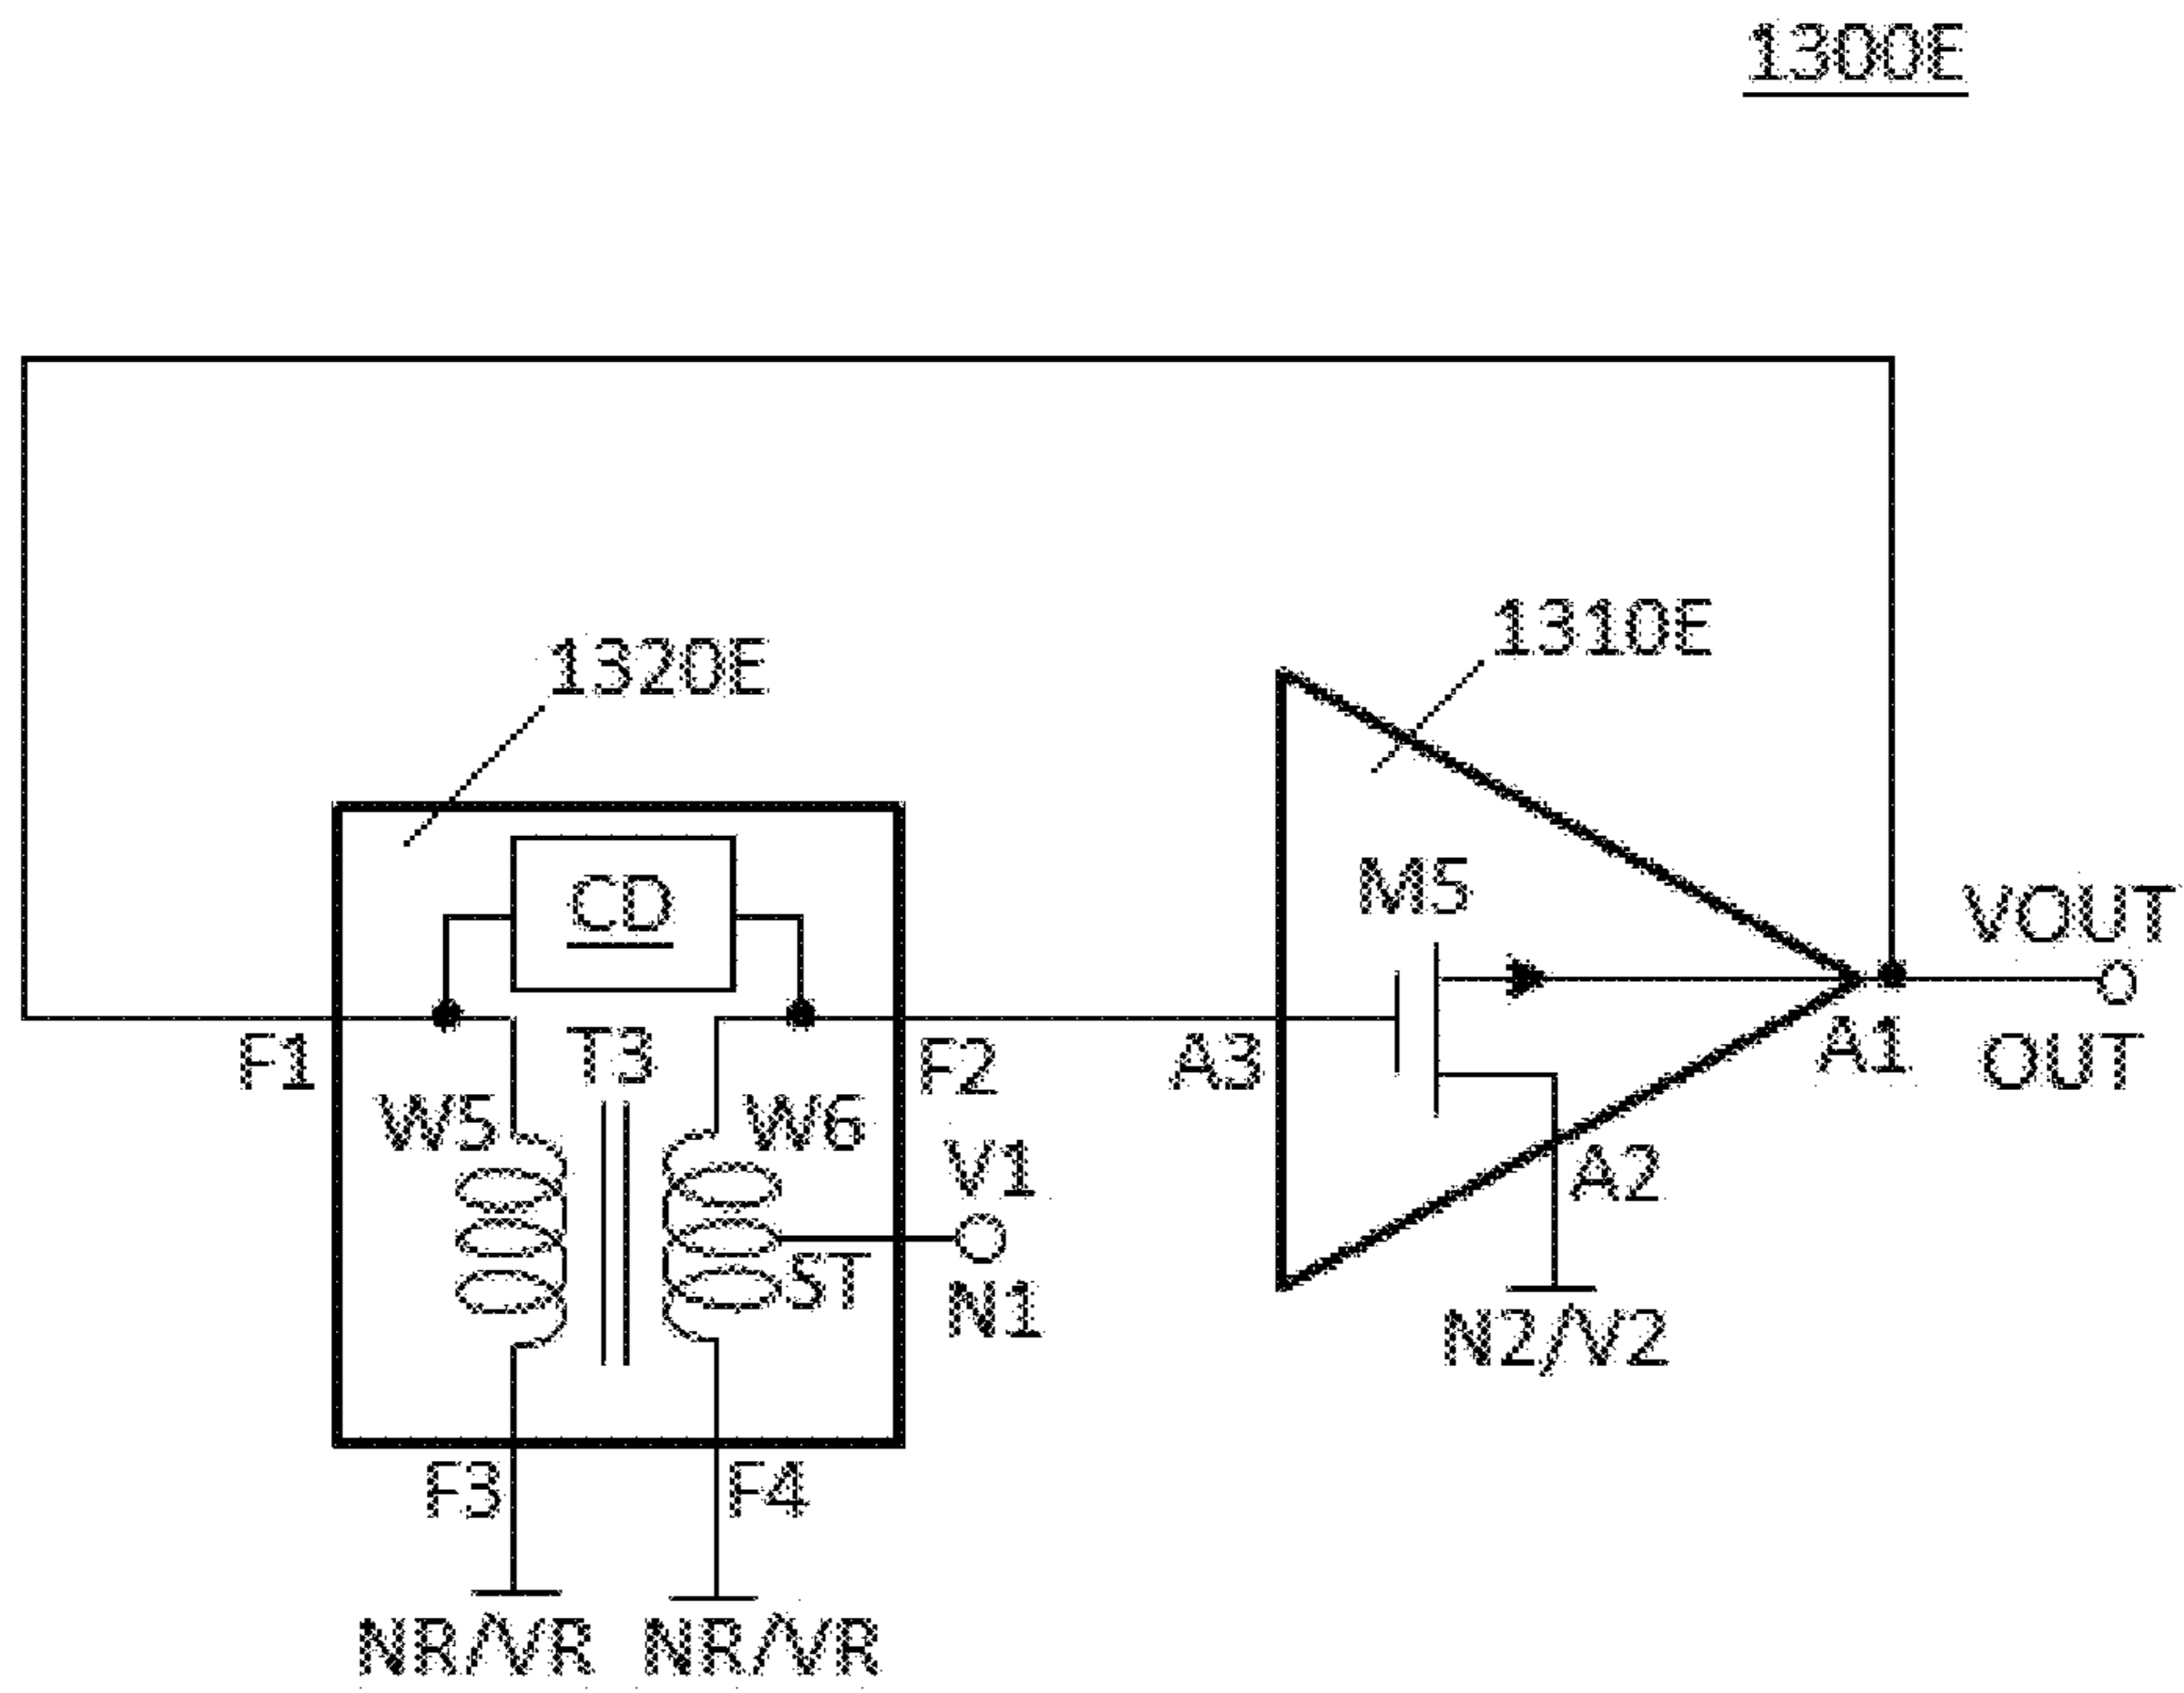 1300E
1320E
1310E
CD
M5
VOUT
F1
T3
F2
A3
A1
OUT
W5
W6
V1
A2
ST
N1
N2/V2
F3
F4
NR/VR
NR/VR